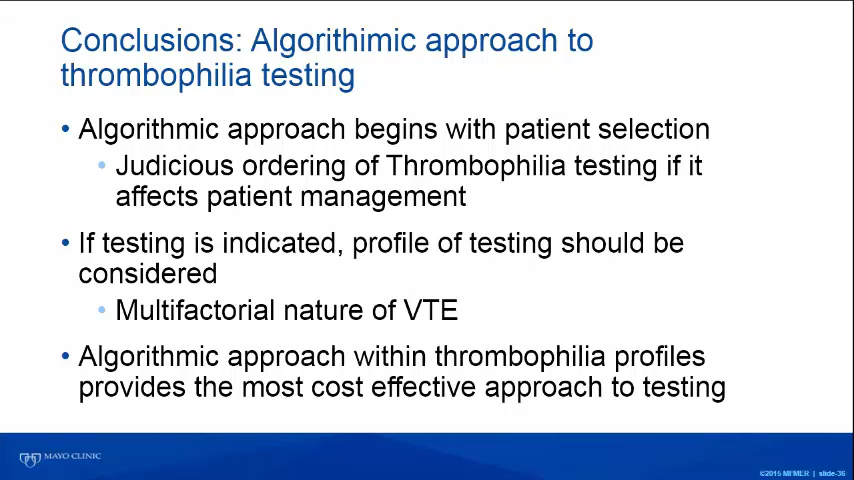 Conclusions: Algorithimic approach to
thrombophilia testing
• Algorithmic approach begins with patient selection
• Judicious ordering of Thrombophilia testing if it
affects patient management
• If testing is indicated, profile of testing should be
considered
• Multifactorial nature of VTE
• Algorithmic approach within thrombophilia profiles
provides the most cost effective approach to testing
MAYO CLINIC
©2015 MFMER | slide-36